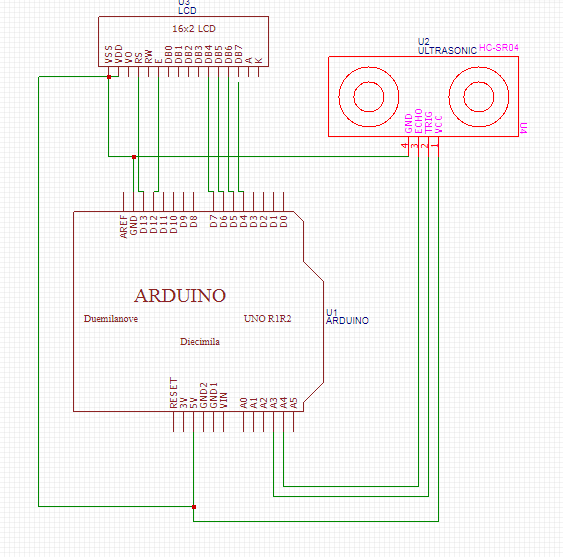 U3
LCD
16x2 LCD
VSS
VDD
VO
RS
RW
E
DB0
DB1
DB2
DB3
DB4
DB5
DB6
DB7
A
K
U2
ULTRASONIC
HC-SR04
GND
ECHO
TRIG
VCC
4
3
2
1
U4
AREF
GND
D13
D12
D11
D10
D9
D8
D7
D6
D5
D4
D3
D2
D1
D0
ARDUINO
Duemilanove
UNO R1R2
Diecimila
U1
ARDUINO
RESET
3V
5V
GND2
GND1
VIN
A0
A1
A2
A3
A4
A5